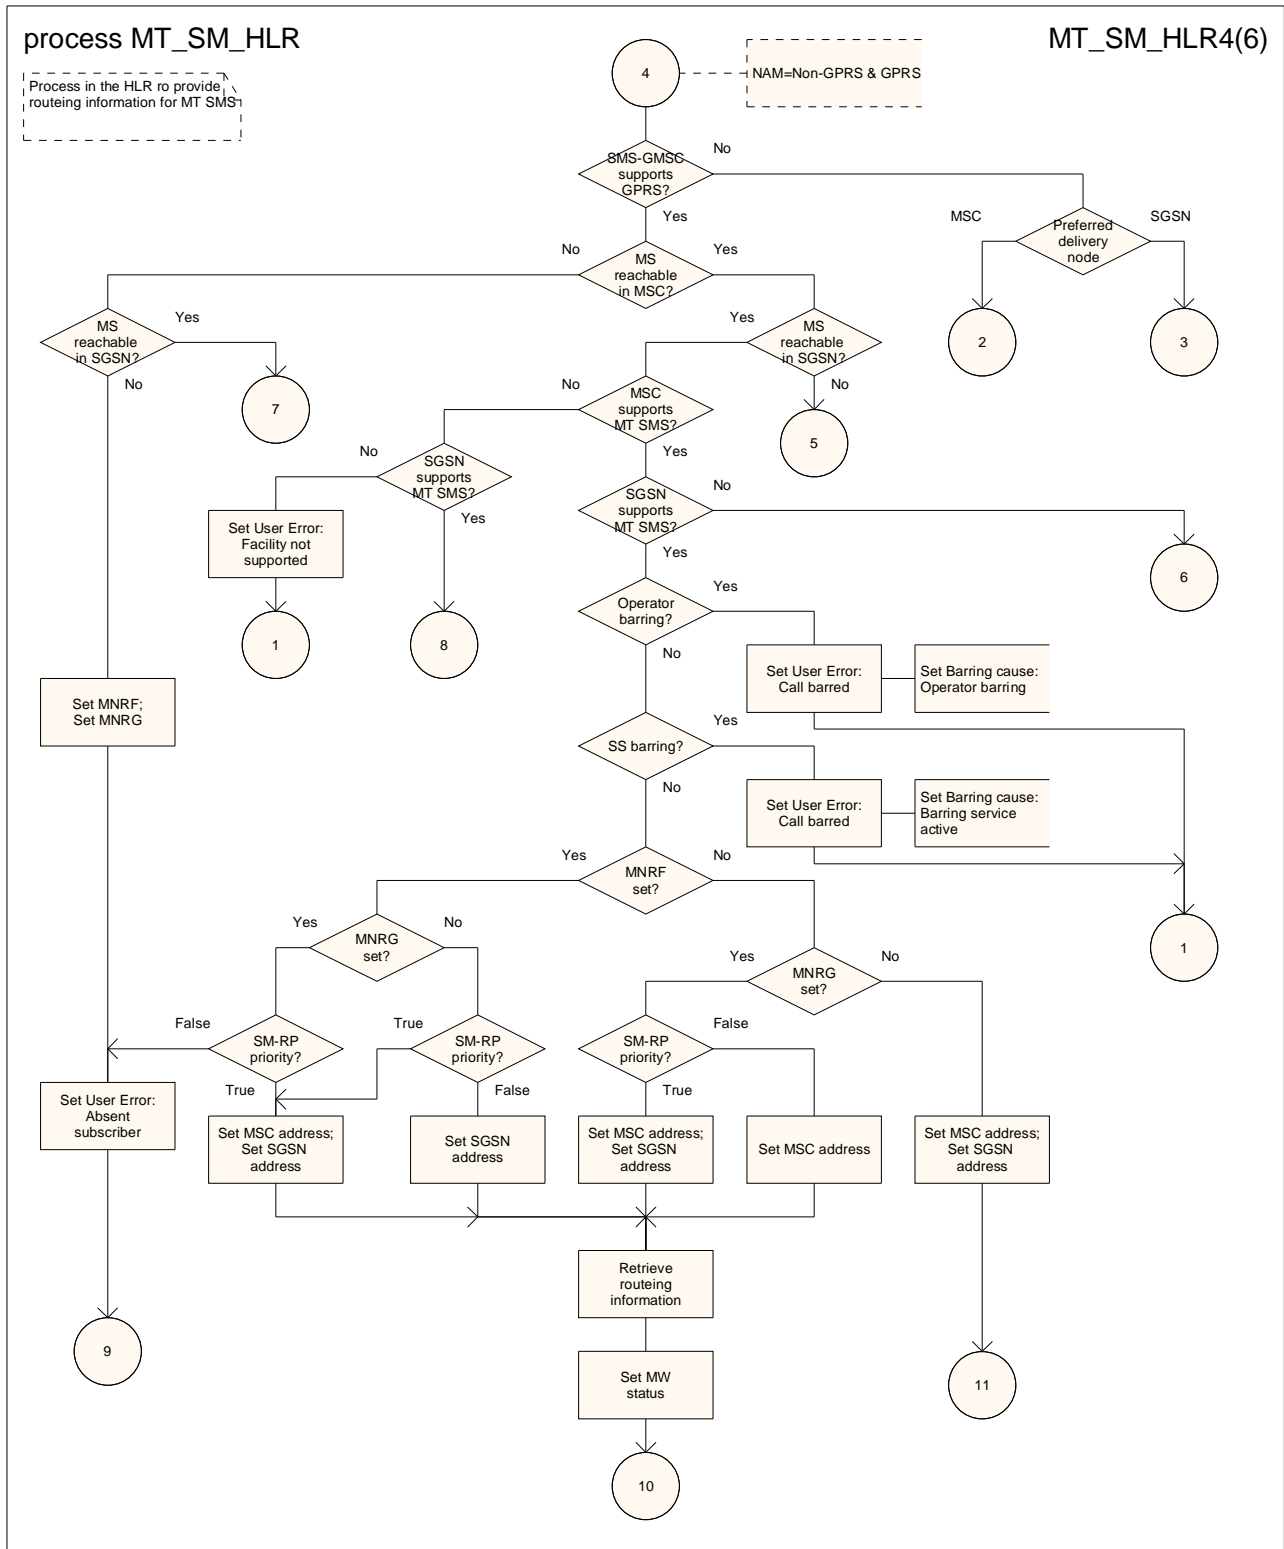 process MT_SM_HLR
MT_SM_HLR4(6)
Process in the HLR ro provide
routeing information for MT SMS
4
NAM=Non-GPRS & GPRS
SMS-GMSC
supports
GPRS?
No
Yes
MSC
Preferred
delivery
node
SGSN
No
MS
reachable
in MSC?
Yes
MS
reachable
in SGSN?
Yes
No
Yes
MS
reachable
in SGSN?
No
2
3
7
5
No
MSC
supports
MT SMS?
Yes
No
SGSN
supports
MT SMS?
Yes
SGSN
supports
MT SMS?
No
Yes
Set User Error:
Facility not
supported
6
1
8
Operator
barring?
Yes
No
Set User Error:
Call barred
Set Barring cause:
Operator barring
Set MNRF;
Set MNRG
SS barring?
Yes
No
Set User Error:
Call barred
Set Barring cause:
Barring service
active
Yes
MNRF
set?
No
Yes
MNRG
set?
No
Yes
MNRG
set?
No
1
False
SM-RP
priority?
True
True
SM-RP
priority?
False
SM-RP
priority?
False
True
Set User Error:
Absent
subscriber
Set MSC address;
Set SGSN
address
Set SGSN
address
Set MSC address;
Set SGSN
address
Set MSC address
Set MSC address;
Set SGSN
address
Retrieve
routeing
information
9
Set MW
status
11
10